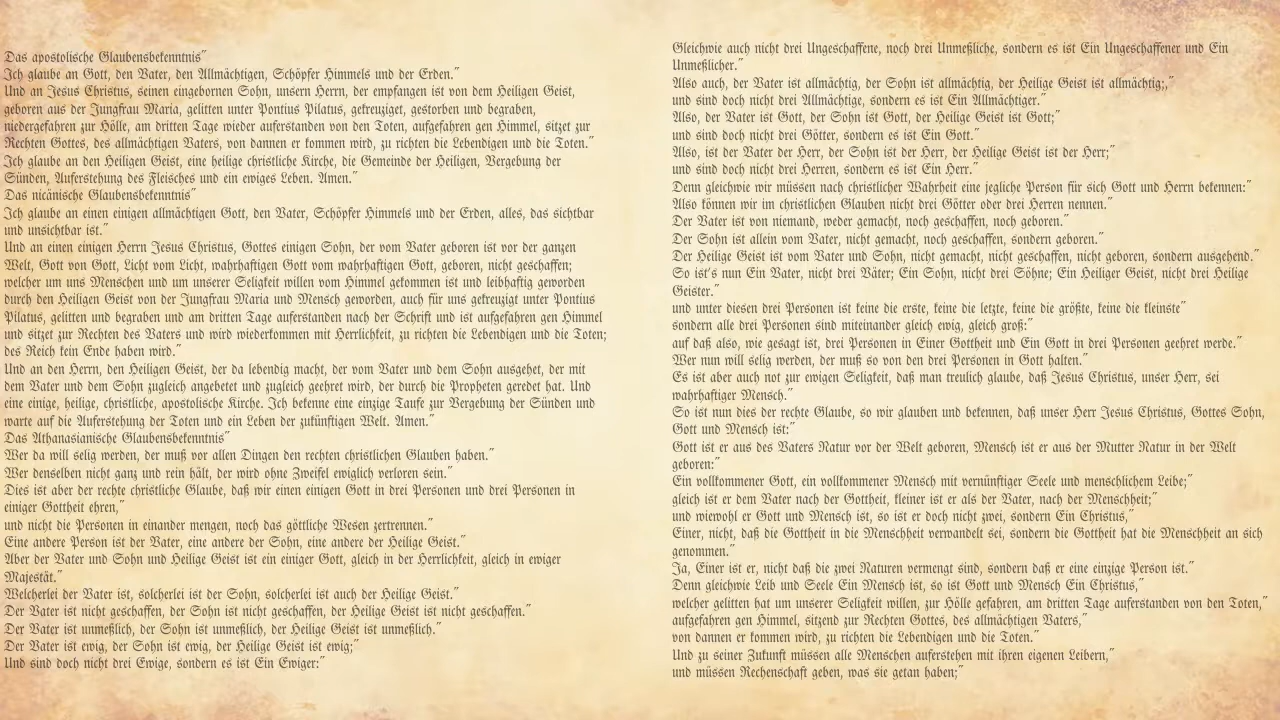 Das apostolische Glaubensbekenntnis"
Ich glaube an Gott, den Vater, den Allmächtigen, Schöpfer Himmels und der Erden."
Und an Jesus Christus, seinen eingebornen Sohn, unsern Herrn, der empfangen ist von dem Heiligen Geist,
geboren aus der Jungfrau Maria, gelitten unter Pontius Pilatus, gekreuziget, gestorben und begraben,
niedergefahren zur Hölle, am dritten Tage wieder auferstanden von den Toten, aufgefahren gen Himmel, sitzet zur
Rechten Gottes, des allmächtigen Vaters, von dannen er kommen wird, zu richten die Lebendigen und die Toten."
Ich glaube an den Heiligen Geist, eine heilige christliche Kirche, die Gemeinde der Heiligen, Vergebung der
Sünden, Auferstehung des Fleisches und ein ewiges Leben. Amen."
Das nicänische Glaubensbekenntnis"
Ich glaube an einen einigen allmächtigen Gott, den Vater, Schöpfer Himmels und der Erden, alles, das sichtbar
und unsichtbar ist."
Und an einen einigen Herrn Jesus Christus, Gottes einigen Sohn, der vom Vater geboren ist vor der ganzen
Welt, Gott von Gott, Licht vom Licht, wahrhaftigen Gott vom wahrhaftigen Gott, geboren, nicht geschaffen;
welcher um uns Menschen und um unserer Seligkeit willen vom Himmel gekommen ist und leibhaftig geworden
durch den Heiligen Geist von der Jungfrau Maria und Mensch geworden, auch für uns gekreuzigt unter Pontius
Pilatus, gelitten und begraben und am dritten Tage auferstanden nach der Schrift und ist aufgefahren gen Himmel
und sitzet zur Rechten des Vaters und wird wiederkommen mit Herrlichkeit, zu richten die Lebendigen und die Toten;
des Reich kein Ende haben wird."
Und an den Herrn, den Heiligen Geist, der da lebendig macht, der vom Vater und dem Sohn ausgehet, der mit
dem Vater und dem Sohn zugleich angebetet und zugleich geehret wird, der durch die Propheten geredet hat. Und
eine einige, heilige, christliche, apostolische Kirche. Ich bekenne eine einzige Taufe zur Vergebung der Sünden und
warte auf die Auferstehung der Toten und ein Leben der zukünftigen Welt. Amen."
Das Athanasianische Glaubensbekenntnis"
Wer da will selig werden, der muß vor allen Dingen den rechten christlichen Glauben haben."
Wer denselben nicht ganz und rein hält, der wird ohne Zweifel ewiglich verloren sein."
Dies ist aber der rechte christliche Glaube, daß wir einen einigen Gott in drei Personen und drei Personen in
einiger Gottheit ehren,"
und nicht die Personen in einander mengen, noch das göttliche Wesen zertrennen."
Eine andere Person ist der Vater, eine andere der Sohn, eine andere der Heilige Geist."
Aber der Vater und Sohn und Heilige Geist ist ein einiger Gott, gleich in der Herrlichkeit, gleich in ewiger
Majestät."
Welcherlei der Vater ist, solcherlei ist der Sohn, solcherlei ist auch der Heilige Geist."
Der Vater ist nicht geschaffen, der Sohn ist nicht geschaffen, der Heilige Geist ist nicht geschaffen."
Der Vater ist unmeßlich, der Sohn ist unmeßlich, der Heilige Geist ist unmeßlich."
Der Vater ist ewig, der Sohn ist ewig, der Heilige Geist ist ewig;"
Und sind doch nicht drei Ewige, sondern es ist Ein Ewiger:"
Gleichwie auch nicht drei Ungeschaffene, noch drei Unmeßliche, sondern es ist Ein Ungeschaffener und Ein
Unmeßlicher."
Also auch, der Vater ist allmächtig, der Sohn ist allmächtig, der Heilige Geist ist allmächtig;,"
und sind doch nicht drei Allmächtige, sondern es ist Ein Allmächtiger."
Also, der Vater ist Gott, der Sohn ist Gott, der Heilige Geist ist Gott;"
und sind doch nicht drei Götter, sondern es ist Ein Gott."
Also, ist der Vater der Herr, der Sohn ist der Herr, der Heilige Geist ist der Herr;"
und sind doch nicht drei Herren, sondern es ist Ein Herr."
Denn gleichwie wir müssen nach christlicher Wahrheit eine jegliche Person für sich Gott und Herrn bekennen:"
Also können wir im christlichen Glauben nicht drei Götter oder drei Herren nennen."
Der Vater ist von niemand, weder gemacht, noch geschaffen, noch geboren."
Der Sohn ist allein vom Vater, nicht gemacht, noch geschaffen, sondern geboren."
Der Heilige Geist ist vom Vater und Sohn, nicht gemacht, nicht geschaffen, nicht geboren, sondern ausgehend."
So ist's nun Ein Vater, nicht drei Väter; Ein Sohn, nicht drei Söhne; Ein Heiliger Geist, nicht drei Heilige
Geister."
und unter diesen drei Personen ist keine die erste, keine die letzte, keine die größte, keine die kleinste"
sondern alle drei Personen sind miteinander gleich ewig, gleich groß:"
auf daß also, wie gesagt ist, drei Personen in Einer Gottheit und Ein Gott in drei Personen geehret werde."
Wer nun will selig werden, der muß so von den drei Personen in Gott halten."
Es ist aber auch not zur ewigen Seligkeit, daß man treulich glaube, daß Jesus Christus, unser Herr, sei
wahrhaftiger Mensch."
So ist nun dies der rechte Glaube, so wir glauben und bekennen, daß unser Herr Jesus Christus, Gottes Sohn,
Gott und Mensch ist:"
Gott ist er aus des Vaters Natur vor der Welt geboren, Mensch ist er aus der Mutter Natur in der Welt
geboren:"
Ein vollkommener Gott, ein vollkommener Mensch mit vernünftiger Seele und menschlichem Leibe;"
gleich ist er dem Vater nach der Gottheit, kleiner ist er als der Vater, nach der Menschheit;"
und wiewohl er Gott und Mensch ist, so ist er doch nicht zwei, sondern Ein Christus,"
Einer, nicht, daß die Gottheit in die Menschheit verwandelt sei, sondern die Gottheit hat die Menschheit an sich
genommen."
Ja, Einer ist er, nicht daß die zwei Naturen vermengt sind, sondern daß er eine einzige Person ist."
Denn gleichwie Leib und Seele Ein Mensch ist, so ist Gott und Mensch Ein Christus,"
welcher gelitten hat um unserer Seligkeit willen, zur Hölle gefahren, am dritten Tage auferstanden von den Toten,"
aufgefahren gen Himmel, sitzend zur Rechten Gottes, des allmächtigen Vaters,"
von dannen er kommen wird, zu richten die Lebendigen und die Toten."
Und zu seiner Zukunft müssen alle Menschen auferstehen mit ihren eigenen Leibern,"
und müssen Rechenschaft geben, was sie getan haben;"